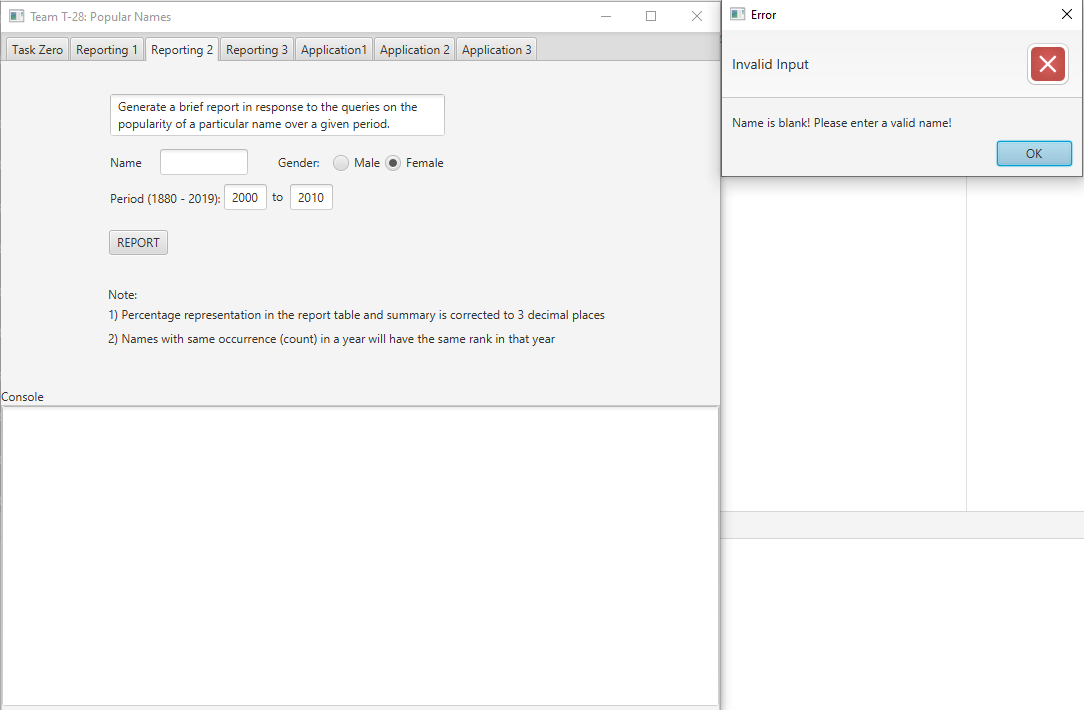 Team T-28: Popular Names
Task Zero
Reporting 1
Reporting 2
Reporting 3
Application1
Application 2
Application 3
Generate a brief report in response to the queries on the
popularity of a particular name over a given period.
Name
Gender:
Male
Female
Period (1880 - 2019):
2000
to
2010
REPORT
Note:
1) Percentage representation in the report table and summary is corrected to 3 decimal places
2) Names with same occurrence (count) in a year will have the same rank in that year
Console
Error
Invalid Input
Name is blank! Please enter a valid name!
OK